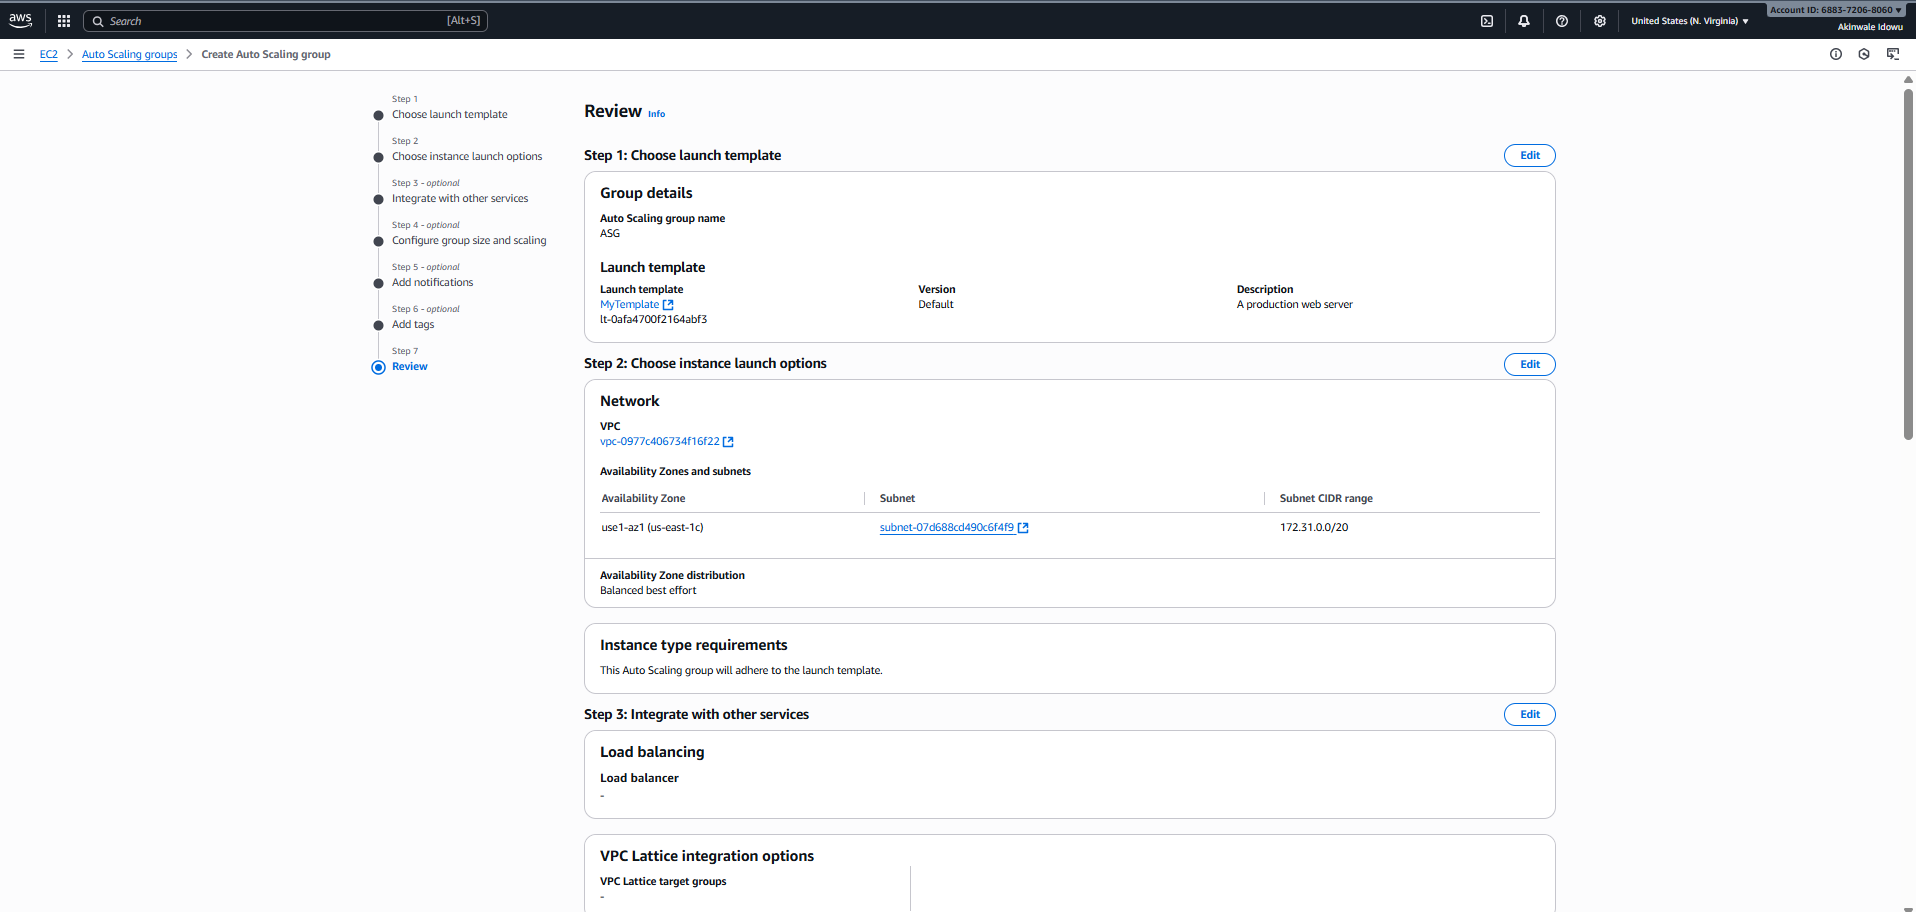 aws
Search
[Alt+S]
United States (N. Virginia)
Account ID: 6883-7206-8060
Akinwale Idowu
EC2
Auto Scaling groups
Create Auto Scaling group
Step 1
Choose launch template
Step 2
Choose instance launch options
Step 3 - optional
Integrate with other services
Step 4 - optional
Configure group size and scaling
Step 5 - optional
Add notifications
Step 6 - optional
Add tags
Step 7
Review
Review Info
Step 1: Choose launch template
Edit
Group details
Auto Scaling group name
ASG
Launch template
Launch template Version Description
MyTemplate Default A production web server
lt-0afa4700f2164abf3
Step 2: Choose instance launch options
Edit
Network
VPC
vpc-0977c406734f16f22
Availability Zones and subnets
Availability Zone Subnet Subnet CIDR range
use1-az1 (us-east-1c) subnet-07d688cd490c6f4f9 172.31.0.0/20
Availability Zone distribution
Balanced best effort
Instance type requirements
This Auto Scaling group will adhere to the launch template.
Step 3: Integrate with other services
Edit
Load balancing
Load balancer
-
VPC Lattice integration options
VPC Lattice target groups
-